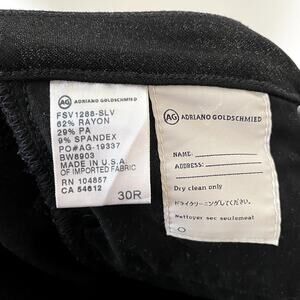 AG ADRIANO GOLDSCHMIED
FSV1288-SLV
62% RAYON
29% PA
9% SPANDEX
PO#AG-19337
BW8903
MADE IN U.S.A.
OF IMPORTED FABRIC
RN 104857
CA 54612
30R
AG ADRIANO GOLDSCHMIED
NAME:
ADDRESS:
Dry clean only
ドライクリーニングしてください
Nettoyer sec seulement